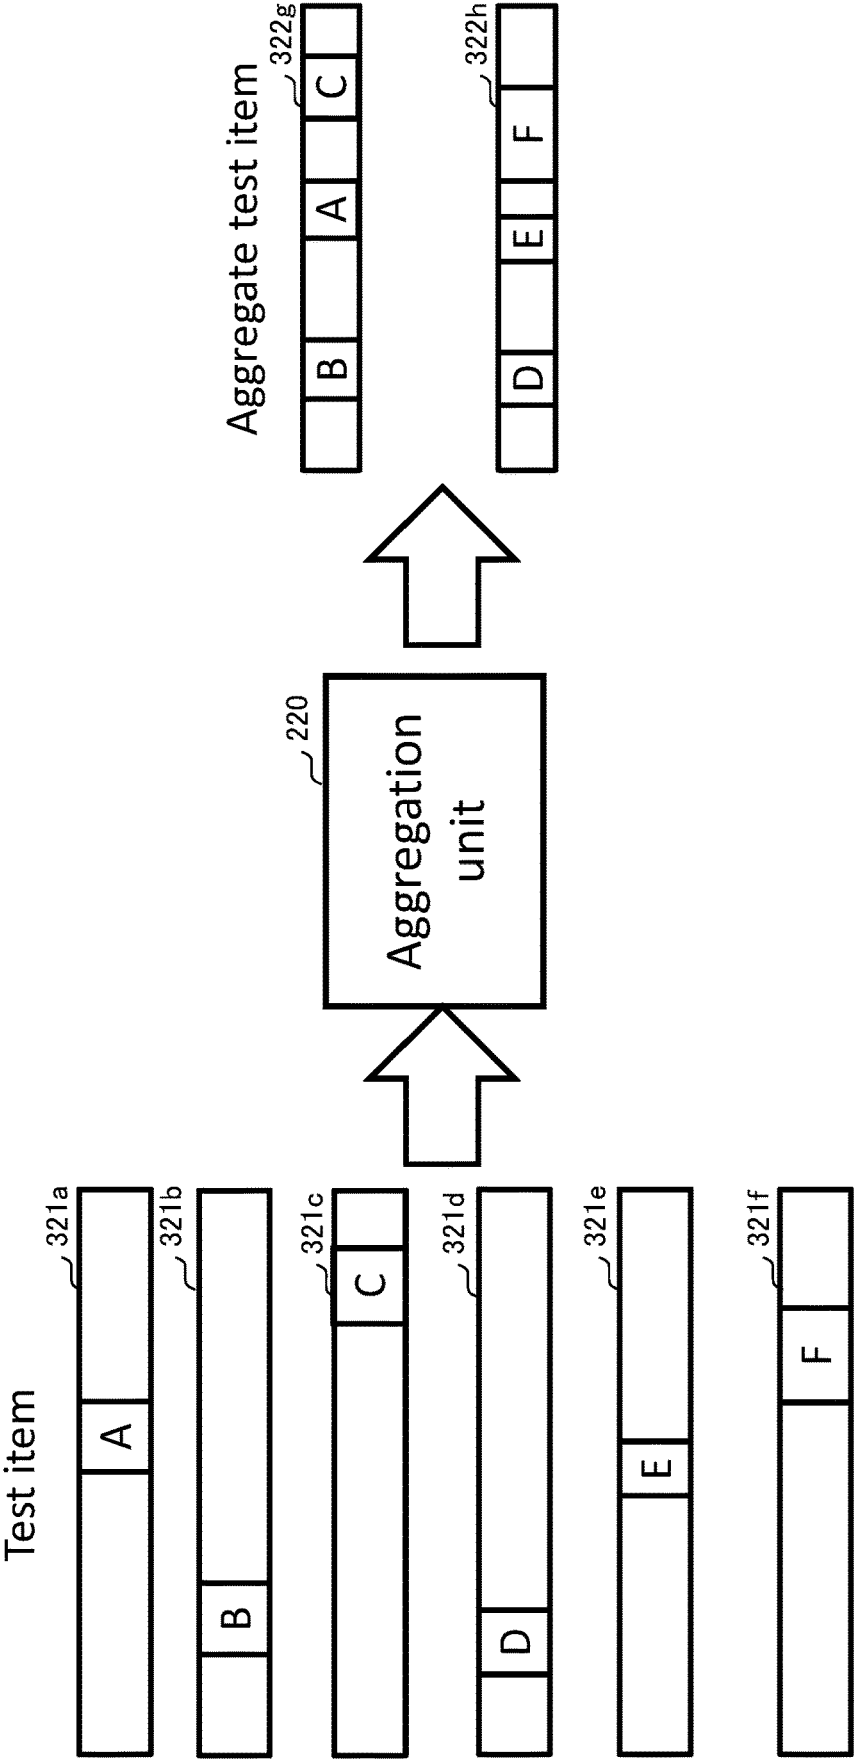 Test item
321a
A
321b
B
321c
C
321d
D
321e
E
321f
F
220
Aggregation
unit
Aggregate test item
322g
B
A
C
322h
D
E
F